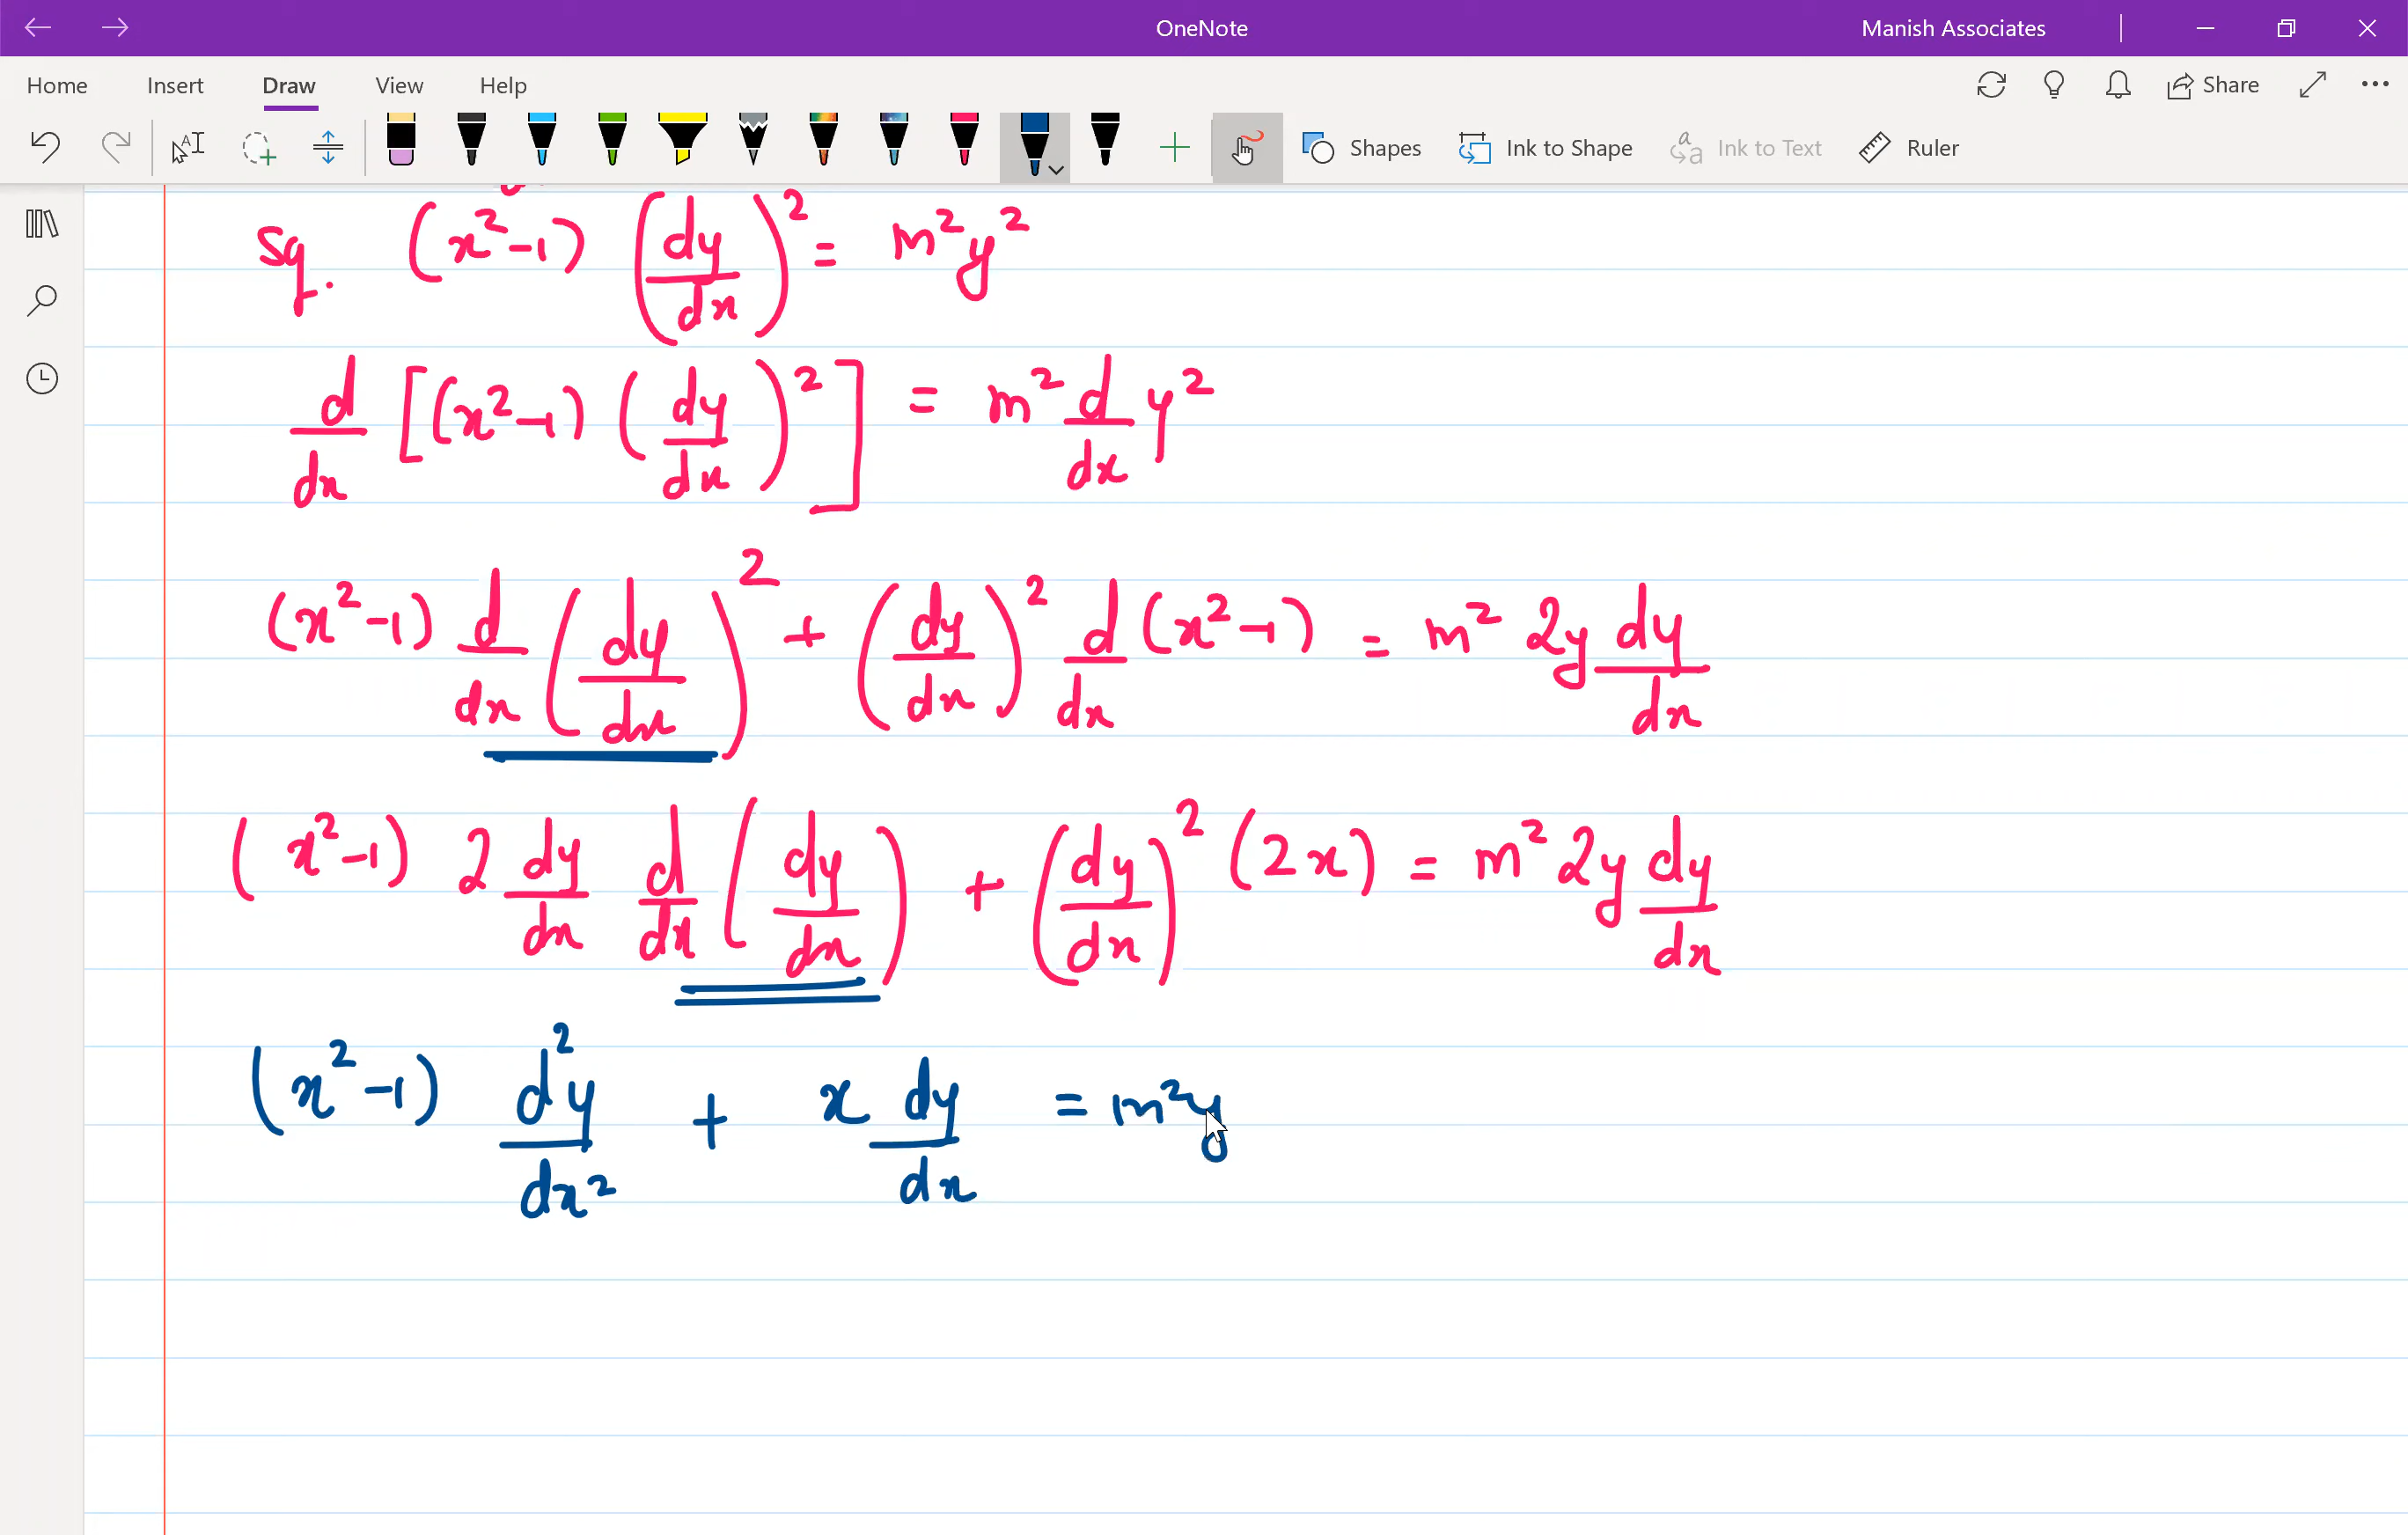 OneNote
Manish Associates
Home Insert Draw View Help Share
Shapes Ink to Shape Ink to Text Ruler
sq. (x²-1) (dy/dx)² = m²y²
d/dx [(x²-1) (dy/dx)²] = m² d/dx y²
(x²-1) d/dx (dy/dx)² + (dy/dx)² d/dx (x²-1) = m² 2y dy/dx
(x²-1) 2 dy/dx d/dx (dy/dx) + (dy/dx)² (2x) = m² 2y dy/dx
(x²-1) d²y/dx² + x dy/dx = m²y